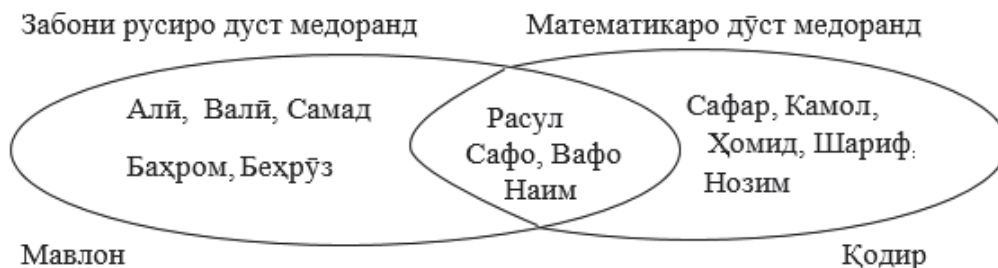 Забони русиро дуст медоранд
Математикаро дӯст медоранд
Алӣ, Валӣ, Самад
Баҳром, Беҳрӯз
Расул
Сафо, Вафо
Наим
Сафар, Камол,
Ҳомид, Шариф,
Нозим
Мавлон
Қодир